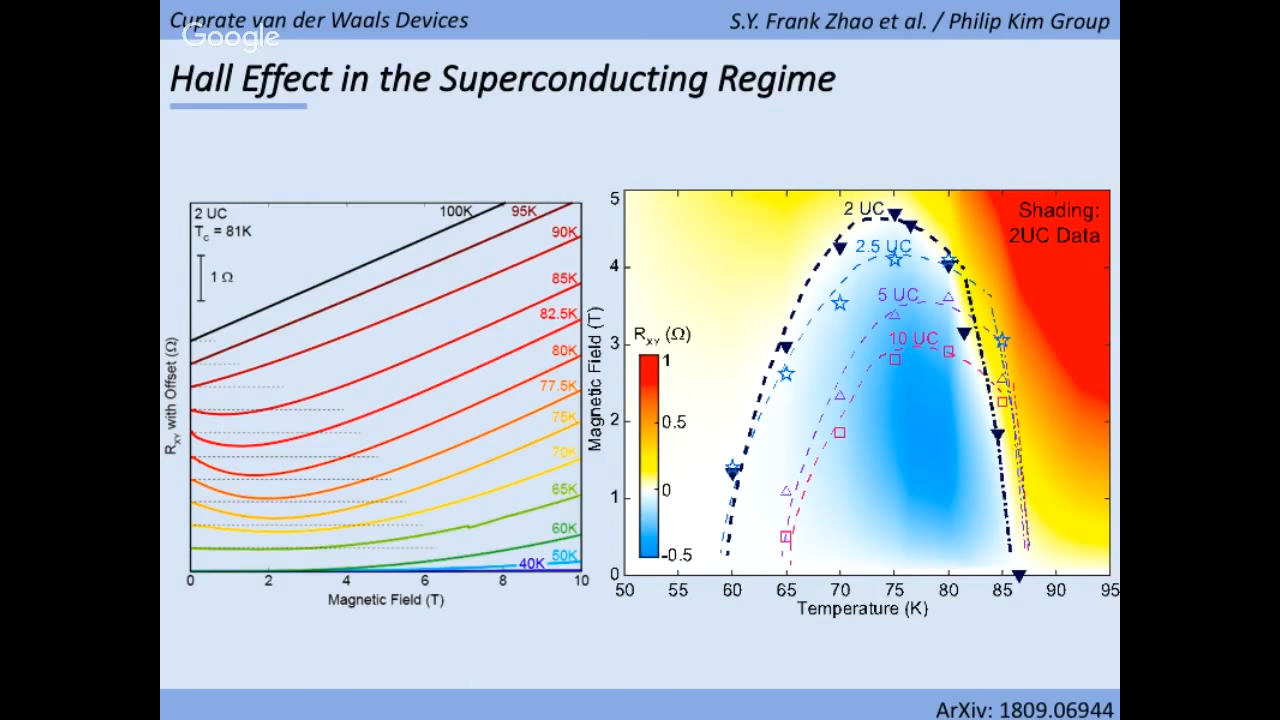 Cuprate van der Waals Devices
S.Y. Frank Zhao et al. / Philip Kim Group
Google
Hall Effect in the Superconducting Regime
2 UC
Tc = 81K
1 Ω
100K
95K
90K
85K
82.5K
80K
77.5K
75K
70K
65K
60K
50K
40K
RXY with Offset (Ω)
0 2 4 6 8 10
Magnetic Field (T)
Shading:
2UC Data
2 UC
2.5 UC
5 UC
10 UC
RXY (Ω)
1
0.5
0
-0.5
Magnetic Field (T)
5
4
3
2
1
0
50 55 60 65 70 75 80 85 90 95
Temperature (K)
ArXiv: 1809.06944